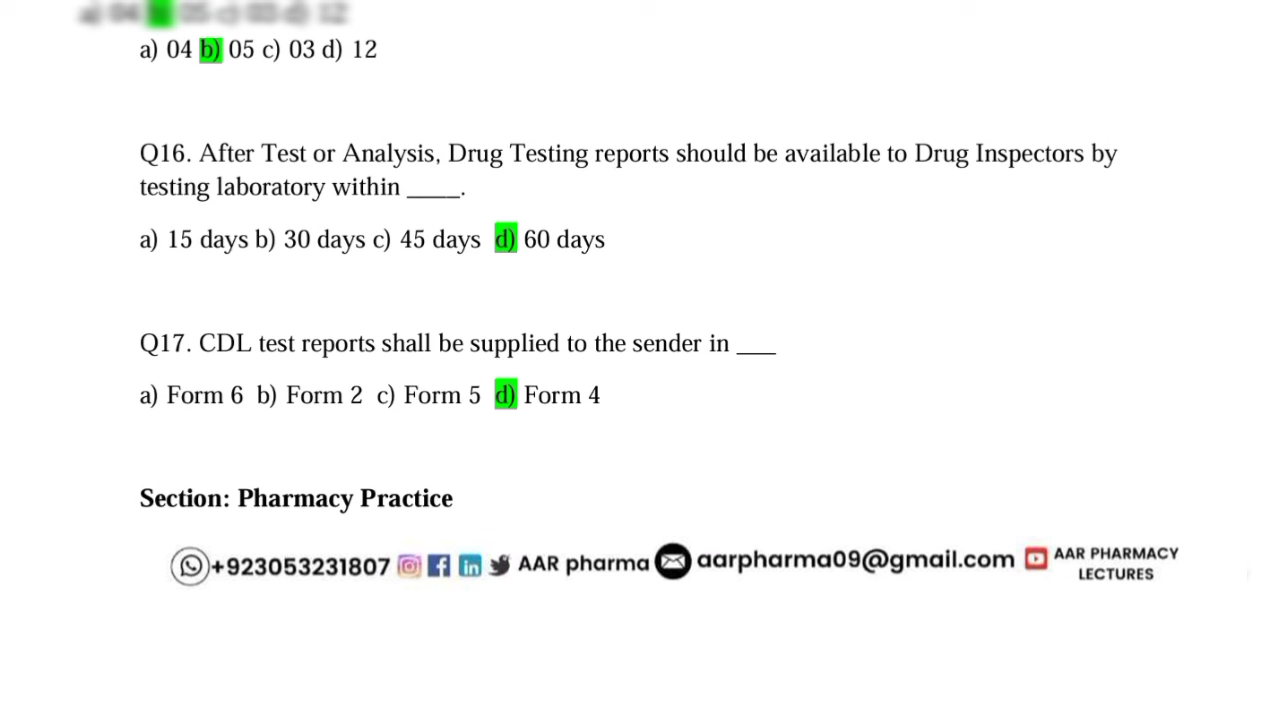 a) 04 b) 05 c) 03 d) 12
Q16. After Test or Analysis, Drug Testing reports should be available to Drug Inspectors by
testing laboratory within ____.
a) 15 days b) 30 days c) 45 days d) 60 days
Q17. CDL test reports shall be supplied to the sender in ___
a) Form 6 b) Form 2 c) Form 5 d) Form 4
Section: Pharmacy Practice
+923053231807 AAR pharma aarpharma09@gmail.com AAR PHARMACY
LECTURES